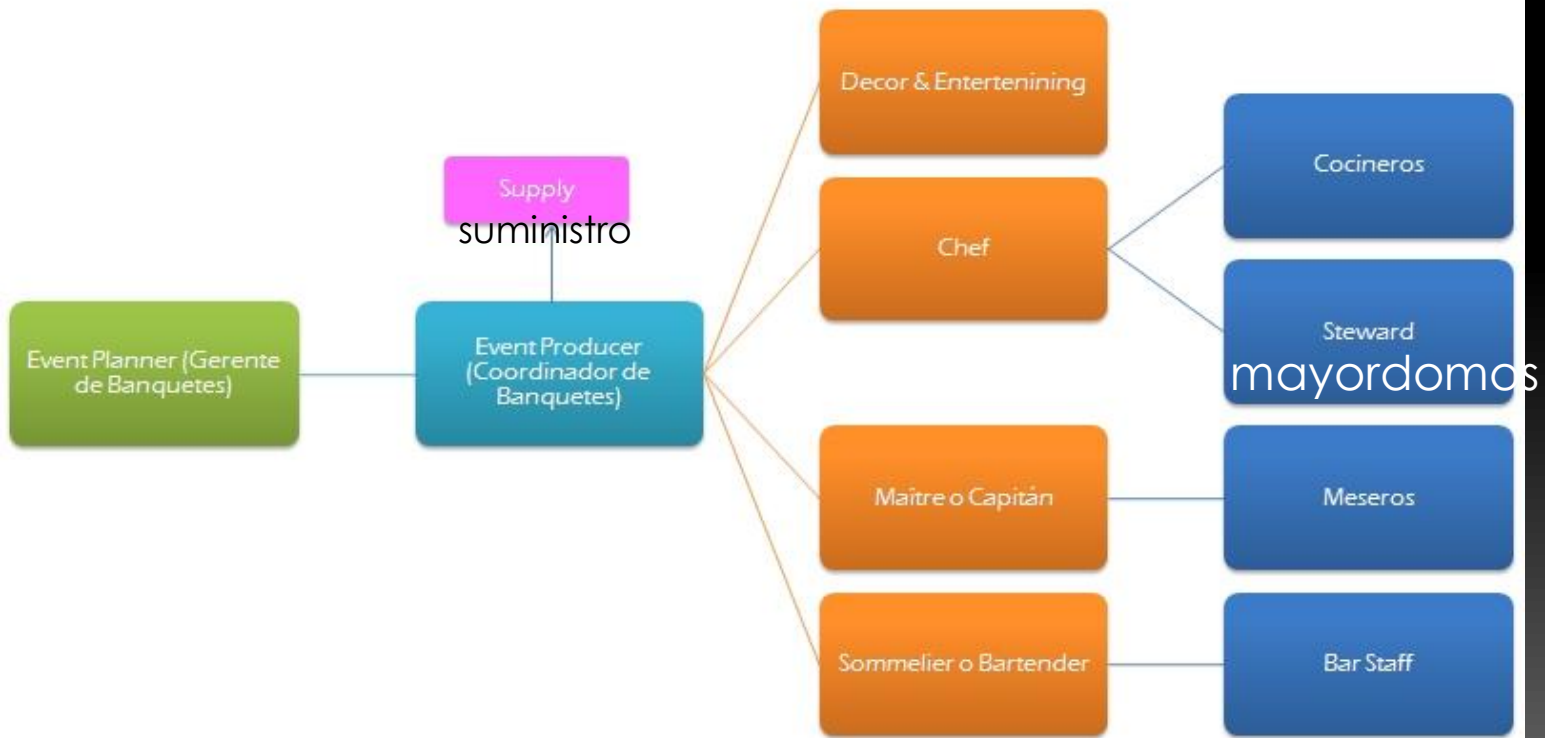 Event Planner (Gerente
de Banquetes)
Supply
suministro
Event Producer
(Coordinador de
Banquetes)
Decor & Entertenining
Chef
Maitre o Capitán
Sommelier o Bartender
Cocineros
Steward
mayordomos
Meseros
Bar Staff